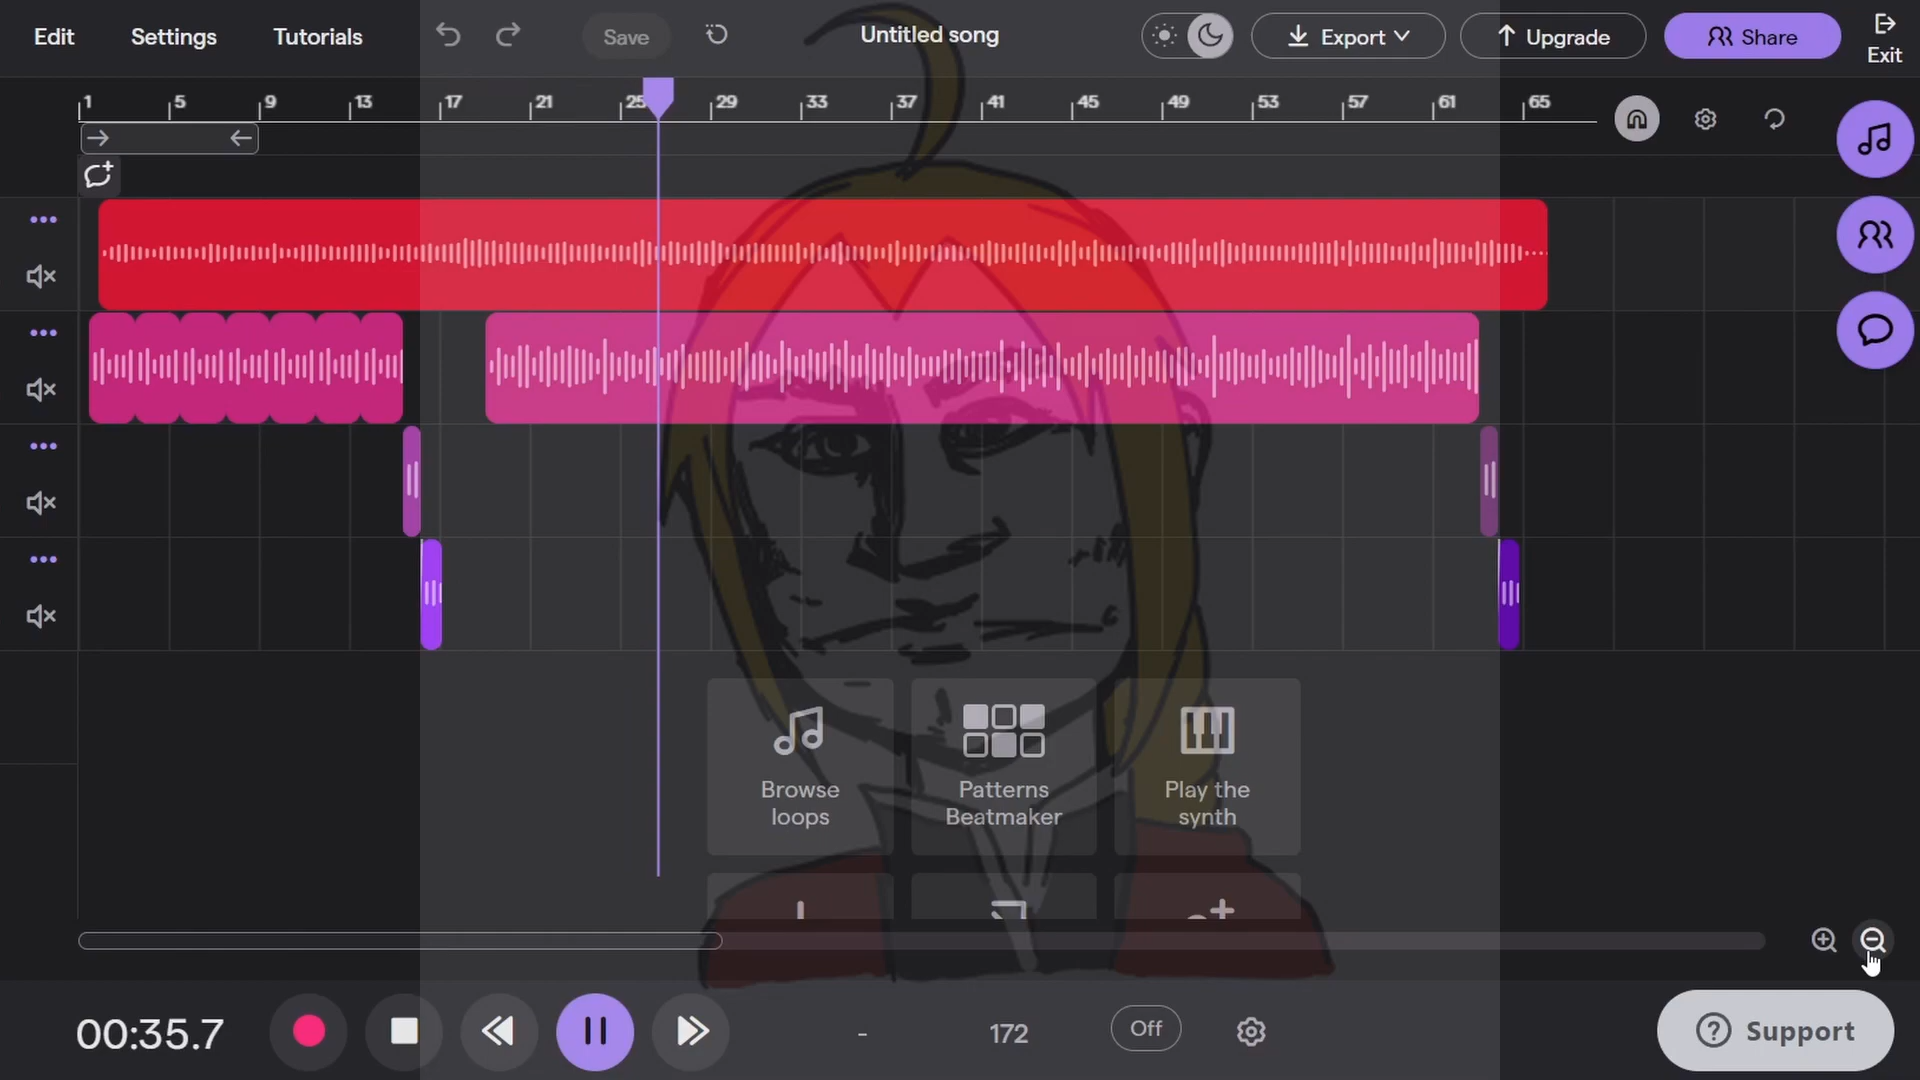 Edit
Settings
Tutorials
Save
Untitled song
Export
Upgrade
Share
Exit
1 5 9 13 17 21 25 29 33 37 41 45 49 53 57 61 65
Browse
loops
Patterns
Beatmaker
Play the
synth
00:35.7
-
172
Off
Support